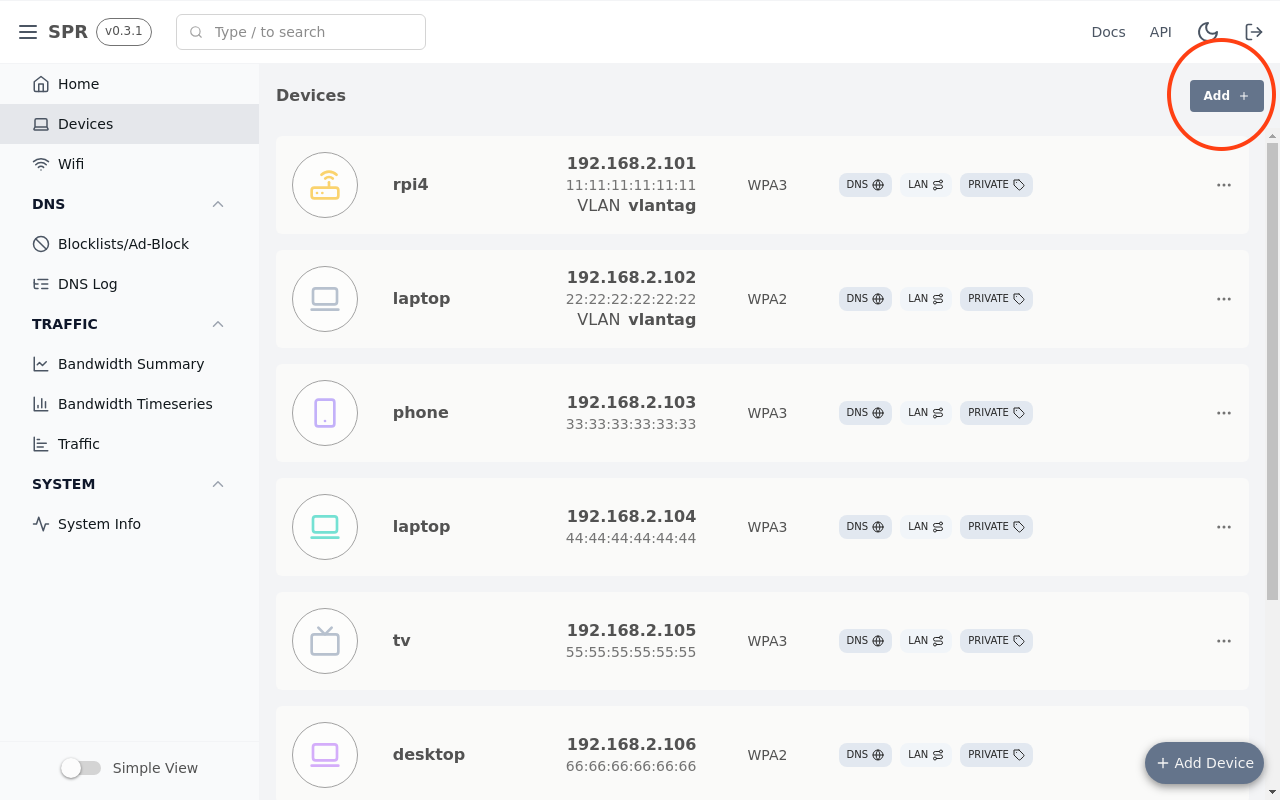 SPR v0.3.1 Type / to search Docs API
Home
Devices
Wifi
DNS
Blocklists/Ad-Block
DNS Log
TRAFFIC
Bandwidth Summary
Bandwidth Timeseries
Traffic
SYSTEM
System Info
Simple View
Devices Add +
rpi4
192.168.2.101
11:11:11:11:11:11
VLAN vlantag
WPA3
DNS LAN PRIVATE
laptop
192.168.2.102
22:22:22:22:22:22
VLAN vlantag
WPA2
DNS LAN PRIVATE
phone
192.168.2.103
33:33:33:33:33:33
WPA3
DNS LAN PRIVATE
laptop
192.168.2.104
44:44:44:44:44:44
WPA3
DNS LAN PRIVATE
tv
192.168.2.105
55:55:55:55:55:55
WPA3
DNS LAN PRIVATE
desktop
192.168.2.106
66:66:66:66:66:66
WPA2
DNS LAN PRIVATE
+ Add Device